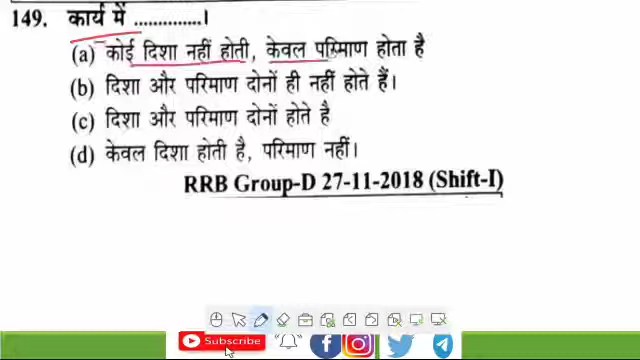 149. कार्य में ..............।
(a) कोई दिशा नहीं होती, केवल परिमाण होता है
(b) दिशा और परिमाण दोनों ही नहीं होते हैं।
(c) दिशा और परिमाण दोनों होते है
(d) केवल दिशा होती है, परिमाण नहीं।
RRB Group-D 27-11-2018 (Shift-I)
Subscribe